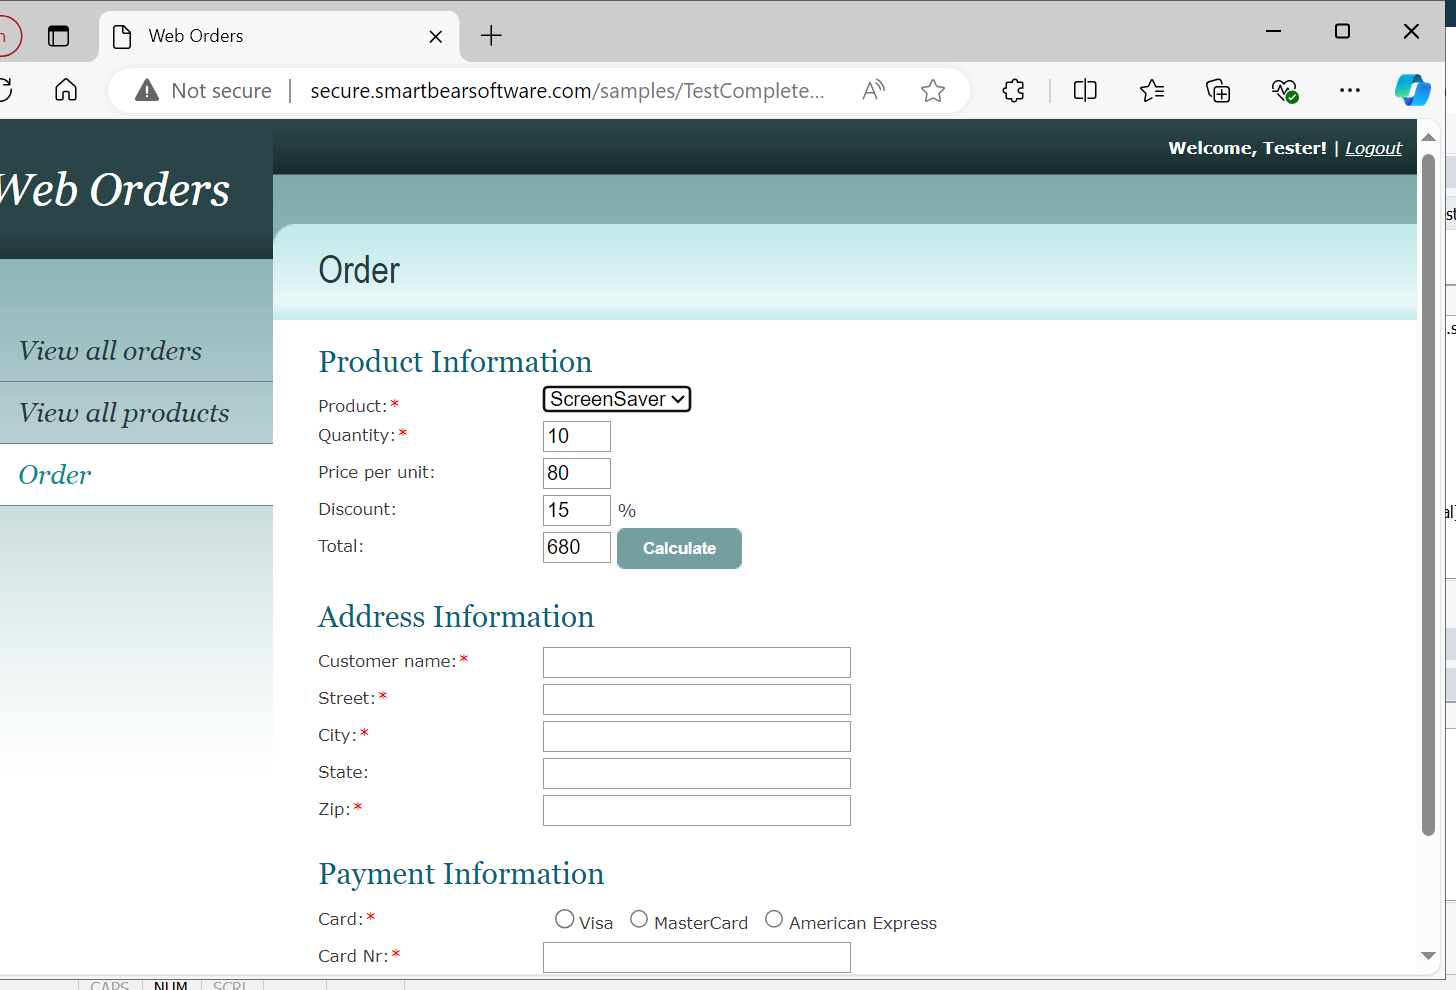 Web Orders
Not secure secure.smartbearsoftware.com/samples/TestComplete...
Welcome, Tester! | Logout
Web Orders
View all orders
View all products
Order
Order
Product Information
Product:* ScreenSaver
Quantity:* 10
Price per unit: 80
Discount: 15 %
Total: 680 Calculate
Address Information
Customer name:*
Street:*
City:*
State:
Zip:*
Payment Information
Card:* Visa MasterCard American Express
Card Nr:*
CAPS NUM SCRL